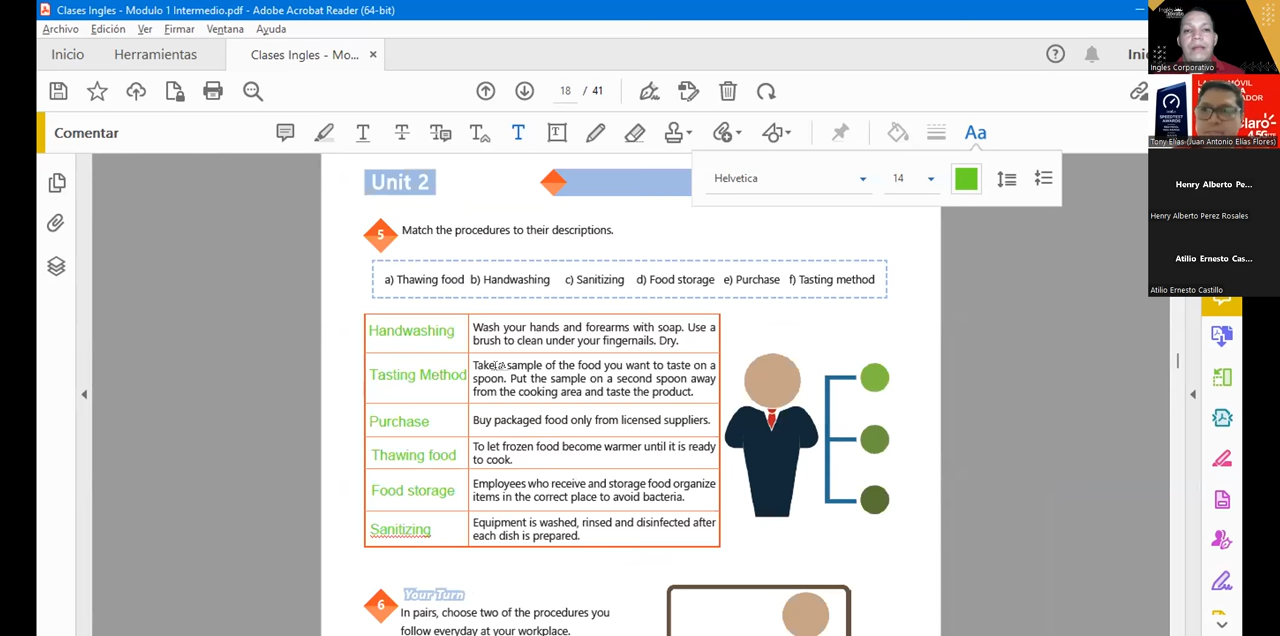 Clases Ingles - Modulo 1 Intermedio.pdf - Adobe Acrobat Reader (64-bit)
Archivo Edición Ver Firmar Ventana Ayuda
Inicio Herramientas Clases Ingles - Mo... ×
18 / 41
Comentar
Helvetica 14
Unit 2
5 Match the procedures to their descriptions.
a) Thawing food b) Handwashing c) Sanitizing d) Food storage e) Purchase f) Tasting method
Handwashing
Wash your hands and forearms with soap. Use a
brush to clean under your fingernails. Dry.
Tasting Method
Take a sample of the food you want to taste on a
spoon. Put the sample on a second spoon away
from the cooking area and taste the product.
Purchase
Buy packaged food only from licensed suppliers.
Thawing food
To let frozen food become warmer until it is ready
to cook.
Food storage
Employees who receive and storage food organize
items in the correct place to avoid bacteria.
Sanitizing
Equipment is washed, rinsed and disinfected after
each dish is prepared.
6 Your Turn
In pairs, choose two of the procedures you
follow everyday at your workplace.
Ingles Corporativo
Claro
4.5G
Tony Elias (Juan Antonio Elias Flores)
Henry Alberto Pe...
Henry Alberto Perez Rosales
Atilio Ernesto Cas...
Atilio Ernesto Castillo